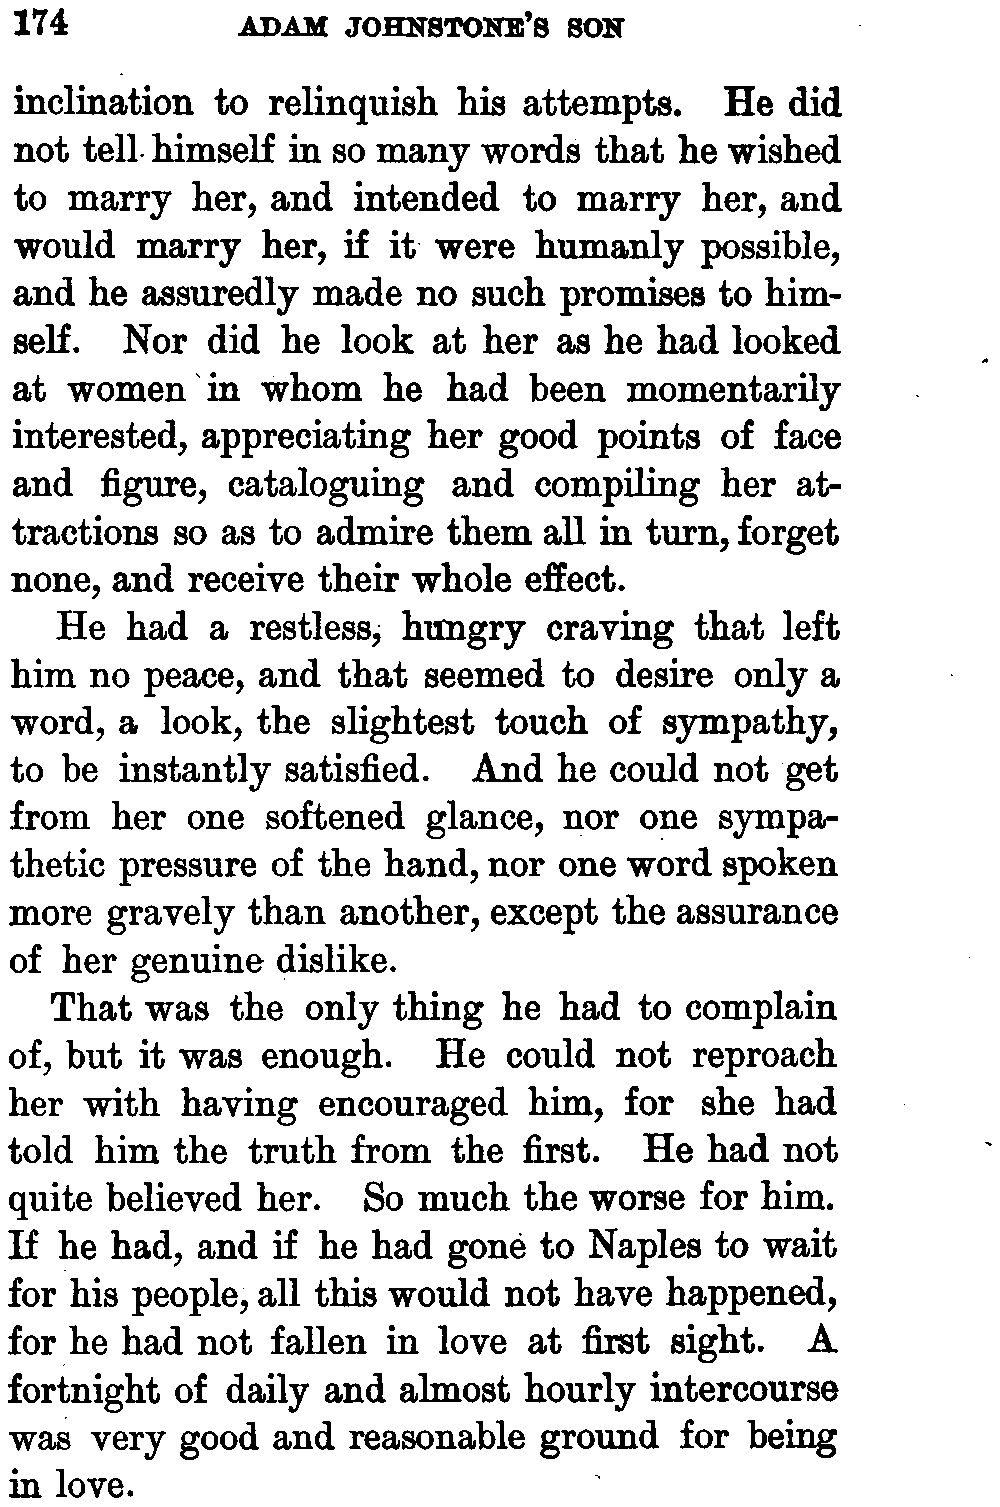 174 ADAM JOHNSTONE'S SON
inclination to relinquish his attempts. He did
not tell himself in so many words that he wished
to marry her, and intended to marry her, and
would marry her, if it were humanly possible,
and he assuredly made no such promises to him-
self. Nor did he look at her as he had looked
at women in whom he had been momentarily
interested, appreciating her good points of face
and figure, cataloguing and compiling her at-
tractions so as to admire them all in turn, forget
none, and receive their whole effect.
He had a restless, hungry craving that left
him no peace, and that seemed to desire only a
word, a look, the slightest touch of sympathy,
to be instantly satisfied. And he could not get
from her one softened glance, nor one sympa-
thetic pressure of the hand, nor one word spoken
more gravely than another, except the assurance
of her genuine dislike.
That was the only thing he had to complain
of, but it was enough. He could not reproach
her with having encouraged him, for she had
told him the truth from the first. He had not
quite believed her. So much the worse for him.
If he had, and if he had gone to Naples to wait
for his people, all this would not have happened,
for he had not fallen in love at first sight. A
fortnight of daily and almost hourly intercourse
was very good and reasonable ground for being
in love.